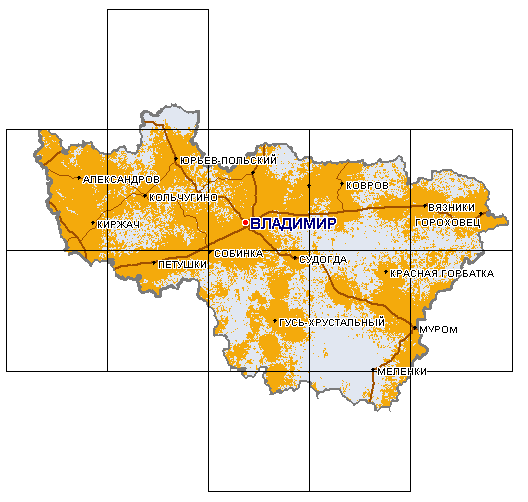 ЮРЬЕВ-ПОЛЬСКИЙ
АЛЕКСАНДРОВ
КОВРОВ
КОЛЬЧУГИНО
ВЯЗНИКИ
КИРЖАЧ
ВЛАДИМИР
ГОРОХОВЕЦ
СОБИНКА
ПЕТУШКИ
СУДОГДА
КРАСНАЯ ГОРБАТКА
ГУСЬ-ХРУСТАЛЬНЫЙ
МУРОМ
МЕЛЕНКИ